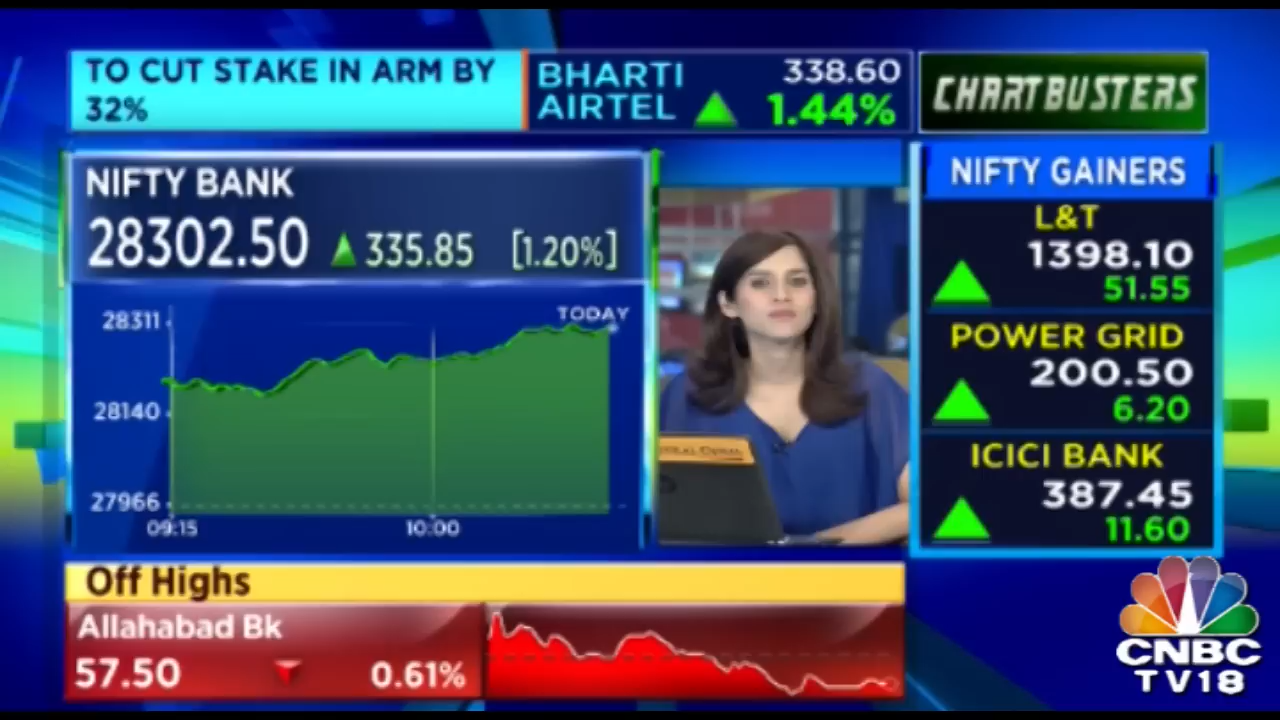 TO CUT STAKE IN ARM BY
32%
BHARTI
AIRTEL
338.60
1.44%
CHARTBUSTERS
NIFTY BANK
28302.50 335.85 [1.20%]
TODAY
28311
28140
27966
09:15 10:00
NIFTY GAINERS
L&T
1398.10
51.55
POWER GRID
200.50
6.20
ICICI BANK
387.45
11.60
Off Highs
Allahabad Bk
57.50 0.61%
CNBC
TV18